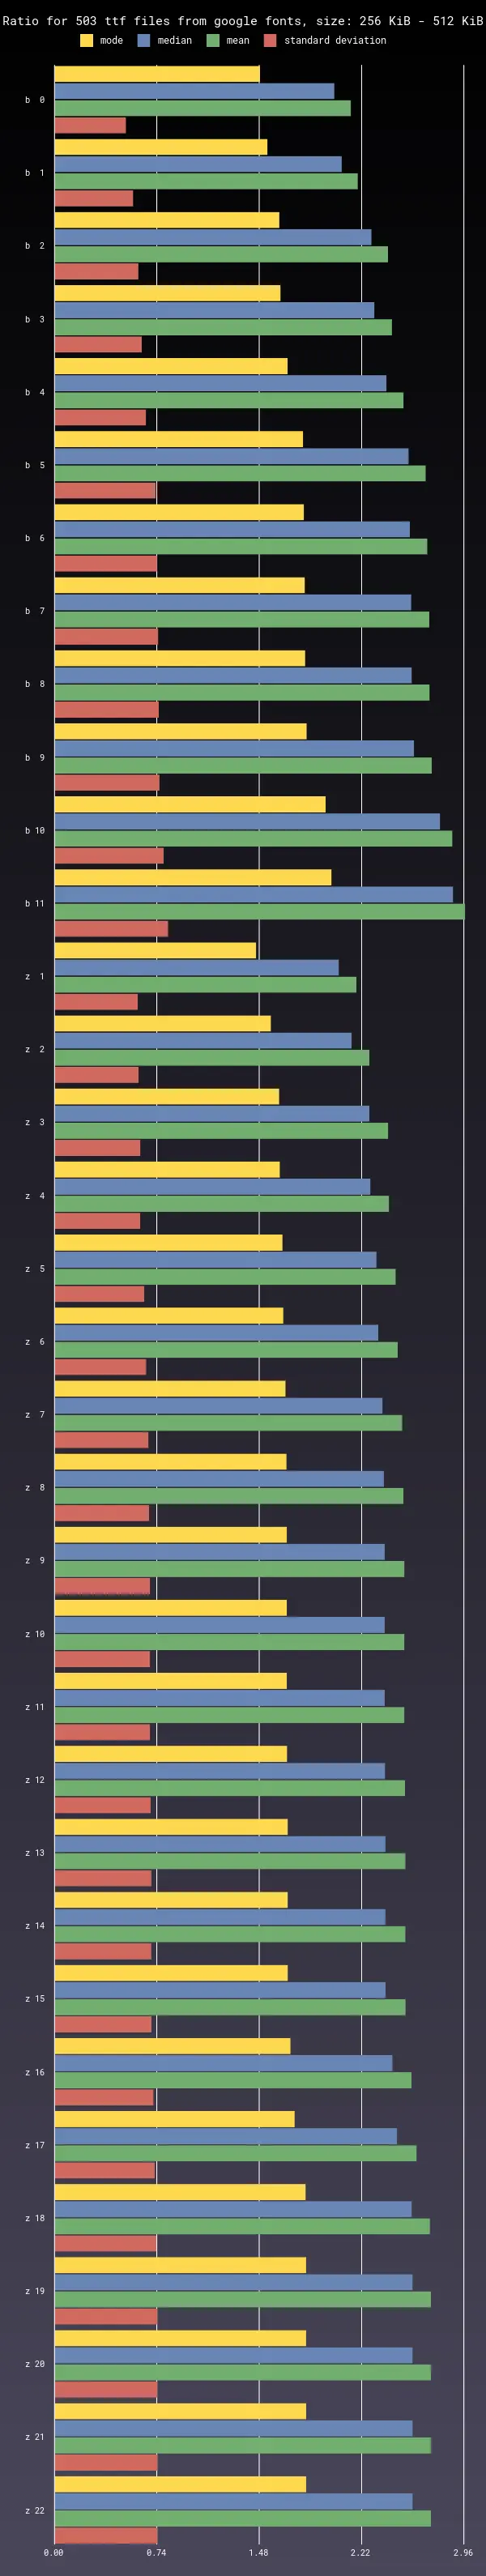 Ratio for 503 ttf files from google fonts, size: 256 KiB - 512 KiB
mode median mean standard deviation
b 0
b 1
b 2
b 3
b 4
b 5
b 6
b 7
b 8
b 9
b 10
b 11
z 1
z 2
z 3
z 4
z 5
z 6
z 7
z 8
z 9
z 10
z 11
z 12
z 13
z 14
z 15
z 16
z 17
z 18
z 19
z 20
z 21
z 22
0.00 0.74 1.48 2.22 2.96